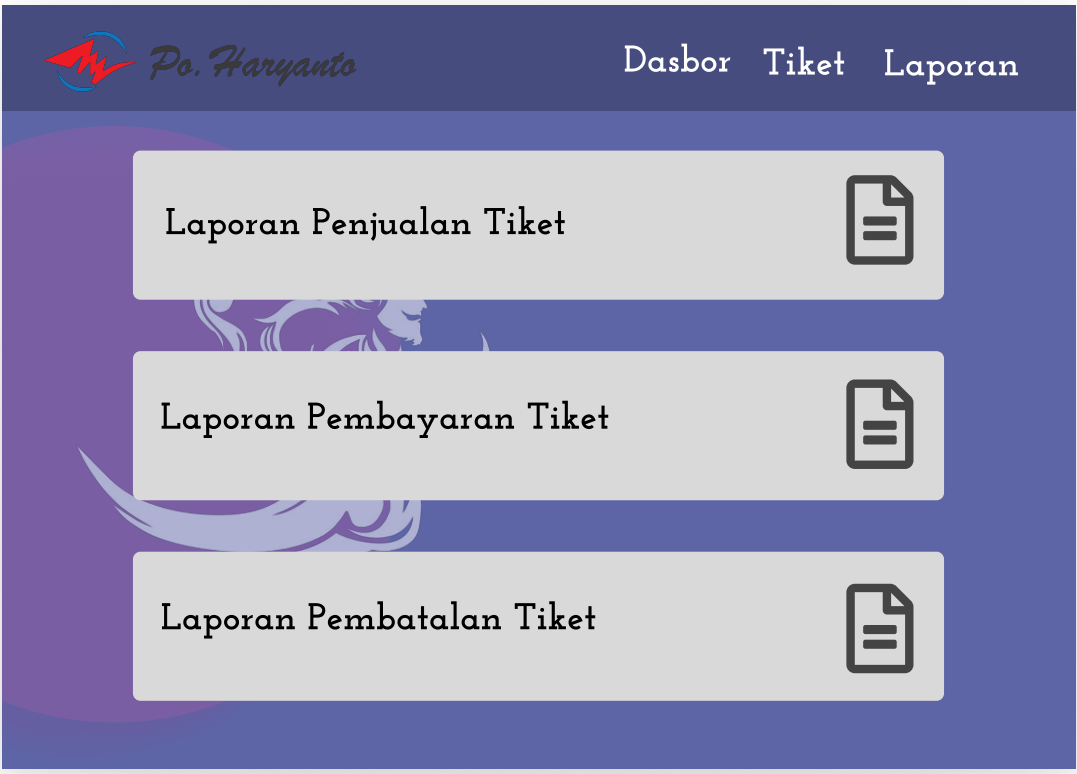 Po. Haryanto
Dasbor Tiket Laporan
Laporan Penjualan Tiket
Laporan Pembayaran Tiket
Laporan Pembatalan Tiket